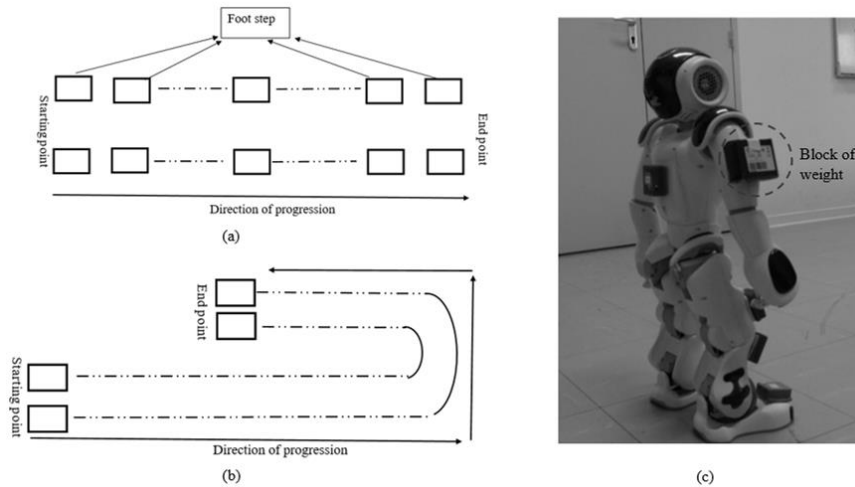 Foot step
Starting point
End point
Direction of progression
(a)
End point
Starting point
Direction of progression
(b)
Block of
weight
(c)